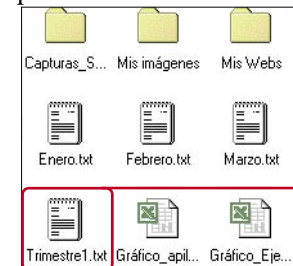 Capturas_S... Mis imágenes Mis Webs
Enero.txt Febrero.txt Marzo.txt
Trimestre1.txt Gráfico_apil... Gráfico_Eje...